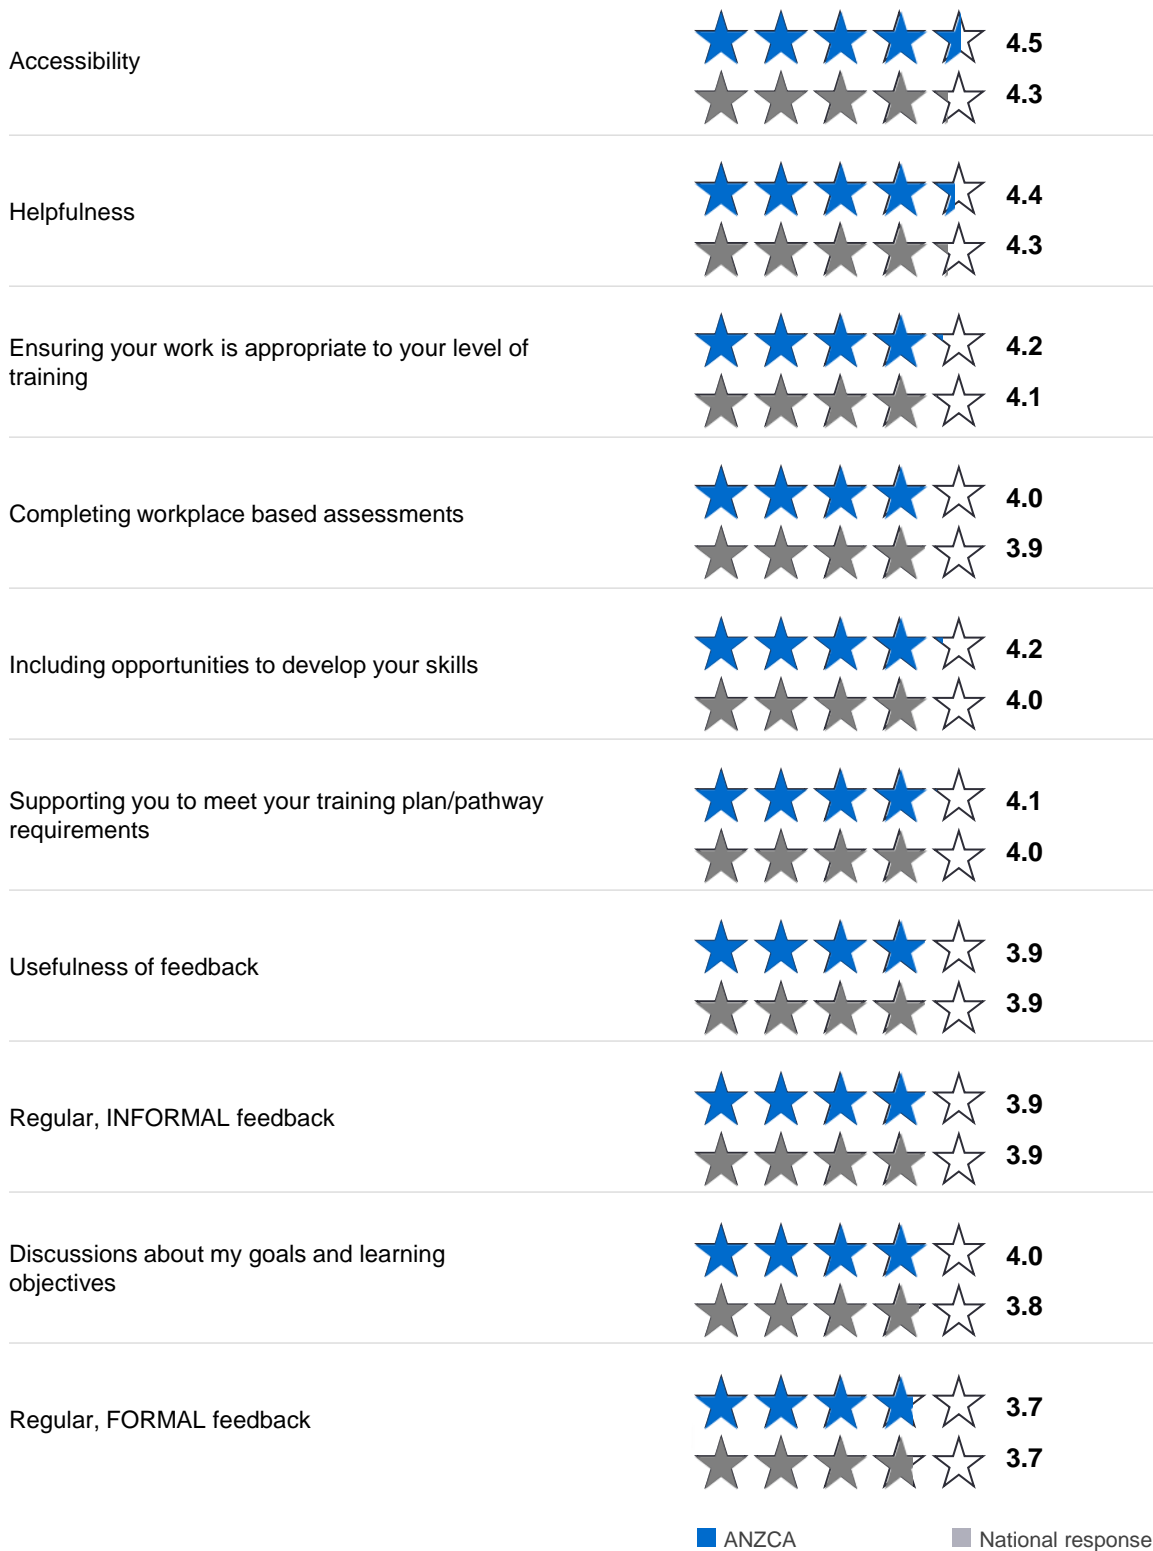 Accessibility
4.5
4.3
Helpfulness
4.4
4.3
Ensuring your work is appropriate to your level of
training
4.2
4.1
Completing workplace based assessments
4.0
3.9
Including opportunities to develop your skills
4.2
4.0
Supporting you to meet your training plan/pathway
requirements
4.1
4.0
Usefulness of feedback
3.9
3.9
Regular, INFORMAL feedback
3.9
3.9
Discussions about my goals and learning
objectives
4.0
3.8
Regular, FORMAL feedback
3.7
3.7
ANZCA National response